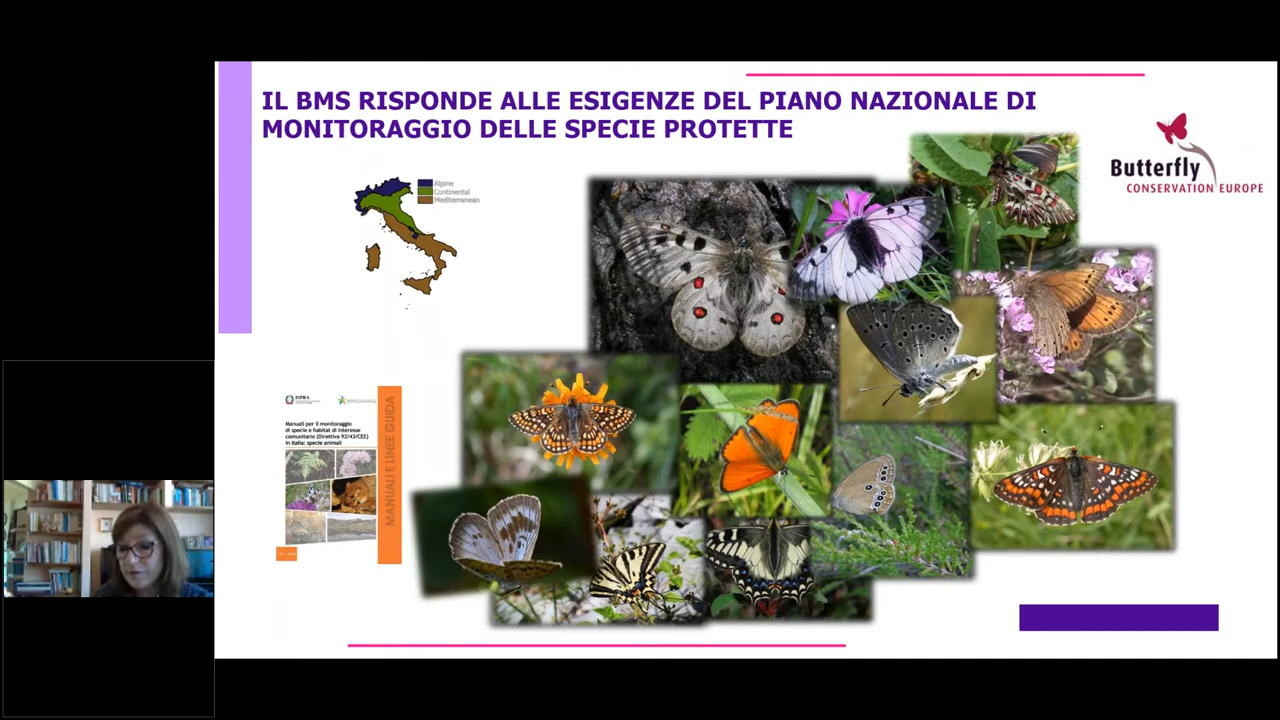 IL BMS RISPONDE ALLE ESIGENZE DEL PIANO NAZIONALE DI
MONITORAGGIO DELLE SPECIE PROTETTE
Butterfly
CONSERVATION EUROPE
Alpine
Continental
Mediterranean
ISPRA
Manuali per il monitoraggio
di specie e habitat di interesse
comunitario (Direttiva 92/43/CEE)
in Italia: specie animali
MANUALI E LINEE GUIDA